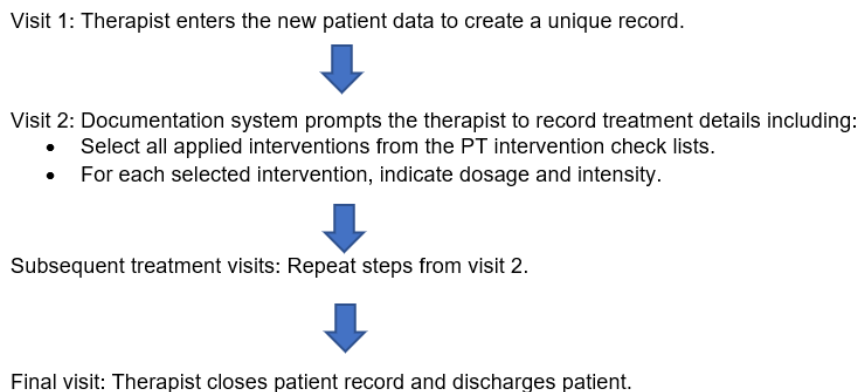 Visit 1: Therapist enters the new patient data to create a unique record.
Visit 2: Documentation system prompts the therapist to record treatment details including:
• Select all applied interventions from the PT intervention check lists.
• For each selected intervention, indicate dosage and intensity.
Subsequent treatment visits: Repeat steps from visit 2.
Final visit: Therapist closes patient record and discharges patient.